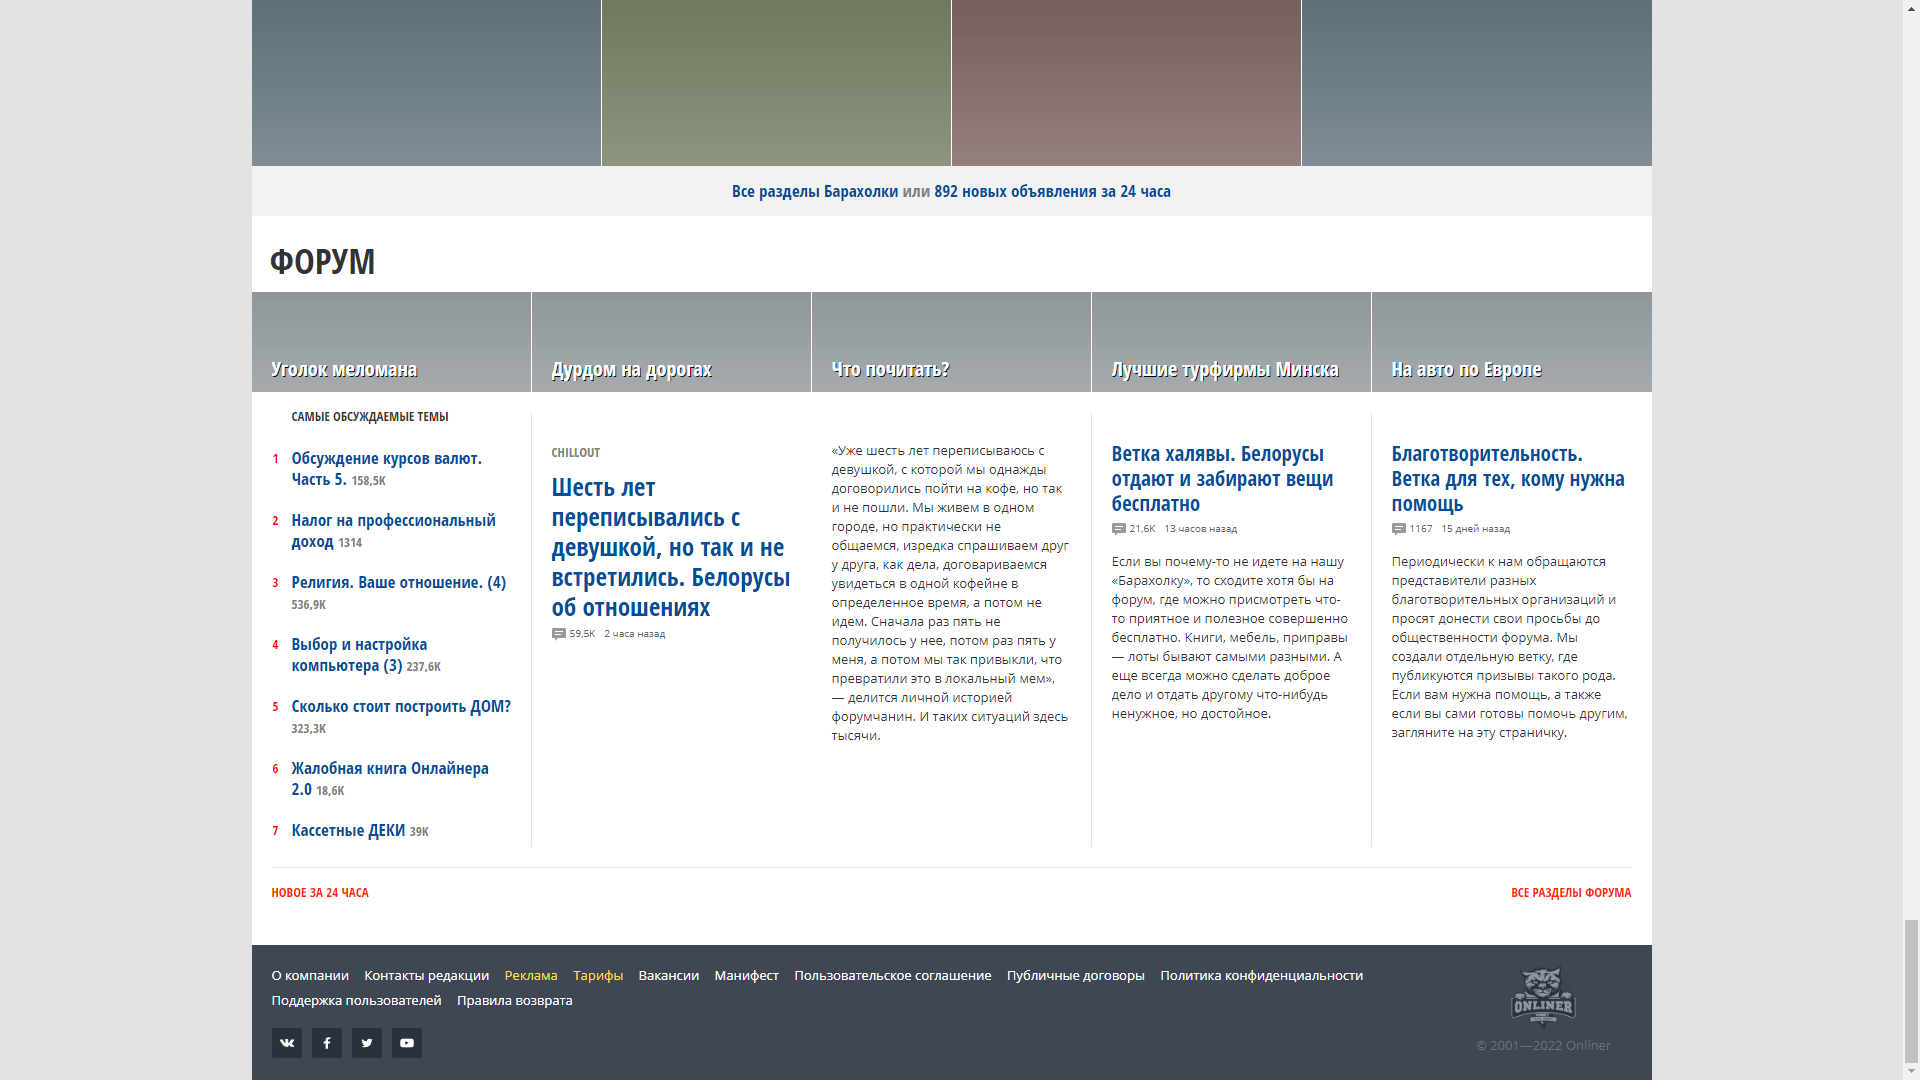 Все разделы Барахолки или 892 новых объявления за 24 часа
ФОРУМ
Уголок меломана
Дурдом на дорогах
Что почитать?
Лучшие турфирмы Минска
На авто по Европе
САМЫЕ ОБСУЖДАЕМЫЕ ТЕМЫ
1 Обсуждение курсов валют.
Часть 5. 158,5K
2 Налог на профессиональный
доход 1314
3 Религия. Ваше отношение. (4)
536,9K
4 Выбор и настройка
компьютера (3) 237,6K
5 Сколько стоит построить ДОМ?
323,3K
6 Жалобная книга Онлайнера
2.0 18,6K
7 Кассетные ДЕКИ 39K
CHILLOUT
Шесть лет
переписывались с
девушкой, но так и не
встретились. Белорусы
об отношениях
59,5K 2 часа назад
«Уже шесть лет переписываюсь с
девушкой, с которой мы однажды
договорились пойти на кофе, но так
и не пошли. Мы живем в одном
городе, но практически не
общаемся, изредка спрашиваем друг
у друга, как дела, договариваемся
увидеться в одной кофейне в
определенное время, а потом не
идем. Сначала раз пять не
получилось у нее, потом раз пять у
меня, а потом мы так привыкли, что
превратили это в локальный мем»,
— делится личной историей
форумчанин. И таких ситуаций здесь
тысячи.
Ветка халявы. Белорусы
отдают и забирают вещи
бесплатно
21,6K 13 часов назад
Если вы почему-то не идете на нашу
«Барахолку», то сходите хотя бы на
форум, где можно присмотреть что-
то приятное и полезное совершенно
бесплатно. Книги, мебель, приправы
— лоты бывают самыми разными. А
еще всегда можно сделать доброе
дело и отдать другому что-нибудь
ненужное, но достойное.
Благотворительность.
Ветка для тех, кому нужна
помощь
1167 15 дней назад
Периодически к нам обращаются
представители разных
благотворительных организаций и
просят донести свои просьбы до
общественности форума. Мы
создали отдельную ветку, где
публикуются призывы такого рода.
Если вам нужна помощь, а также
если вы сами готовы помочь другим,
загляните на эту страничку.
НОВОЕ ЗА 24 ЧАСА
ВСЕ РАЗДЕЛЫ ФОРУМА
О компании Контакты редакции Реклама Тарифы Вакансии Манифест Пользовательское соглашение Публичные договоры Политика конфиденциальности
Поддержка пользователей Правила возврата
ONLINER
© 2001—2022 Onlíner